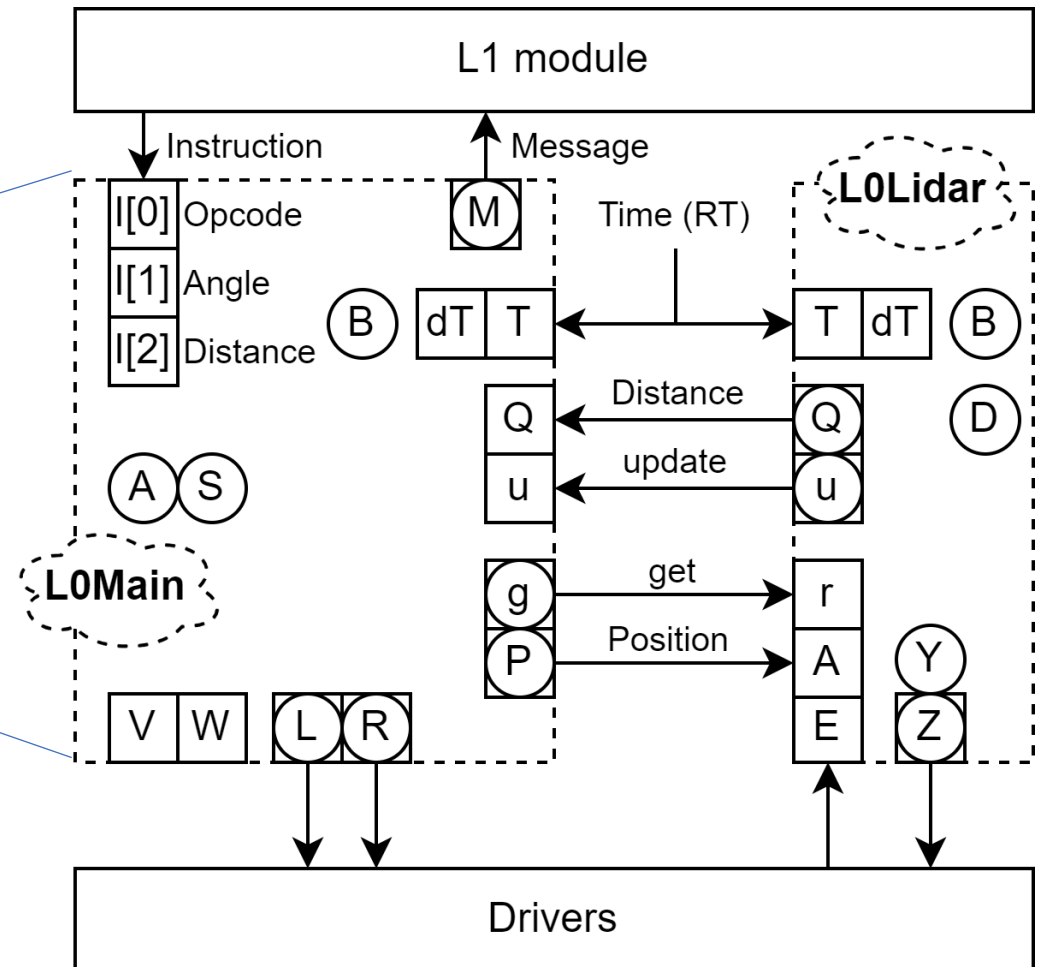 L1 module
Instruction
Message
L0Lidar
I[0] Opcode
M
Time (RT)
I[1] Angle
B
dT T
T dT
B
I[2] Distance
Q
Distance
Q
D
A S
u
update
u
L0Main
g
get
r
P
Position
A
Y
V W
L R
E
Z
Drivers